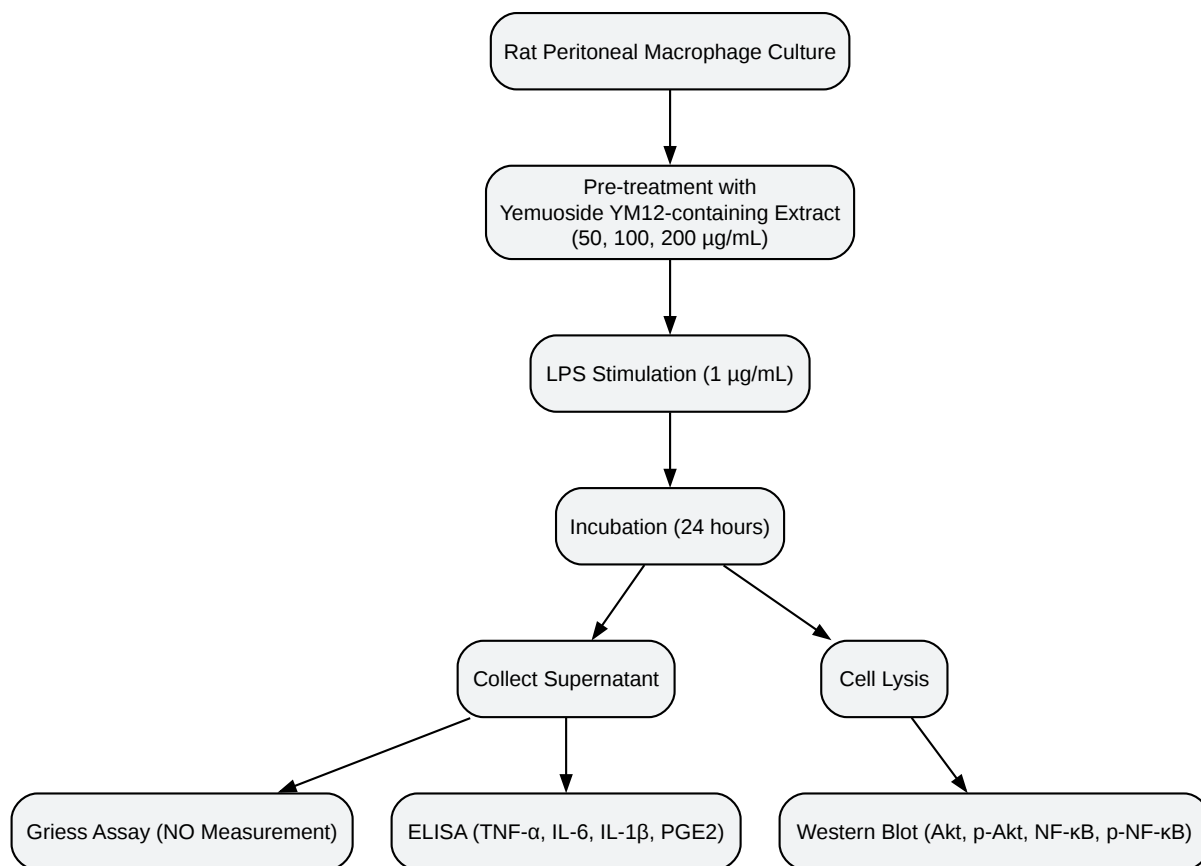 Rat Peritoneal Macrophage Culture
Pre-treatment with
Yemuoside YM12-containing Extract
(50, 100, 200 µg/mL)
LPS Stimulation (1 µg/mL)
Incubation (24 hours)
Collect Supernatant
Cell Lysis
Griess Assay (NO Measurement)
ELISA (TNF-α, IL-6, IL-1β, PGE2)
Western Blot (Akt, p-Akt, NF-κB, p-NF-κB)